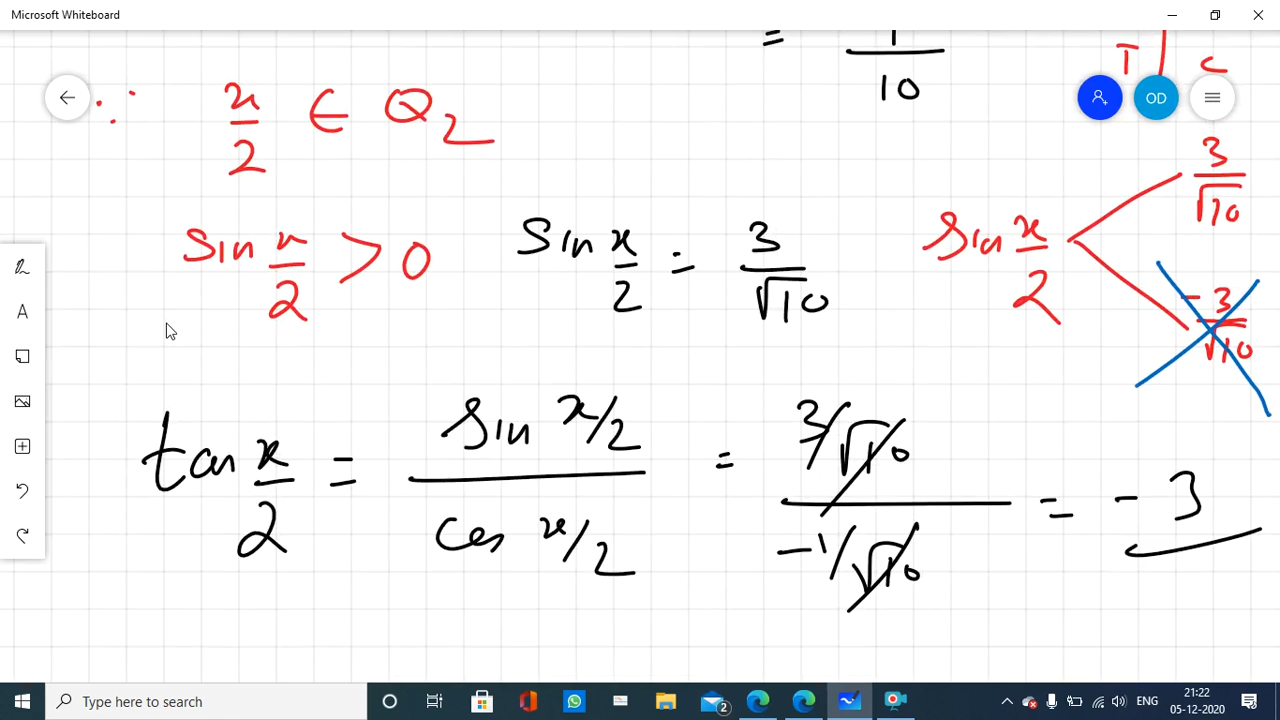 Microsoft Whiteboard
= 1/10
T | C
OD
∵ x/2 ∈ Q2
sin x/2 > 0
sin x/2 = 3/√10
sin x/2
3/√10
-3/√10
tan x/2 = sin x/2 / cos x/2 = 3/√10 / -1/√10 = -3
Type here to search
2
ENG
21:22
05-12-2020